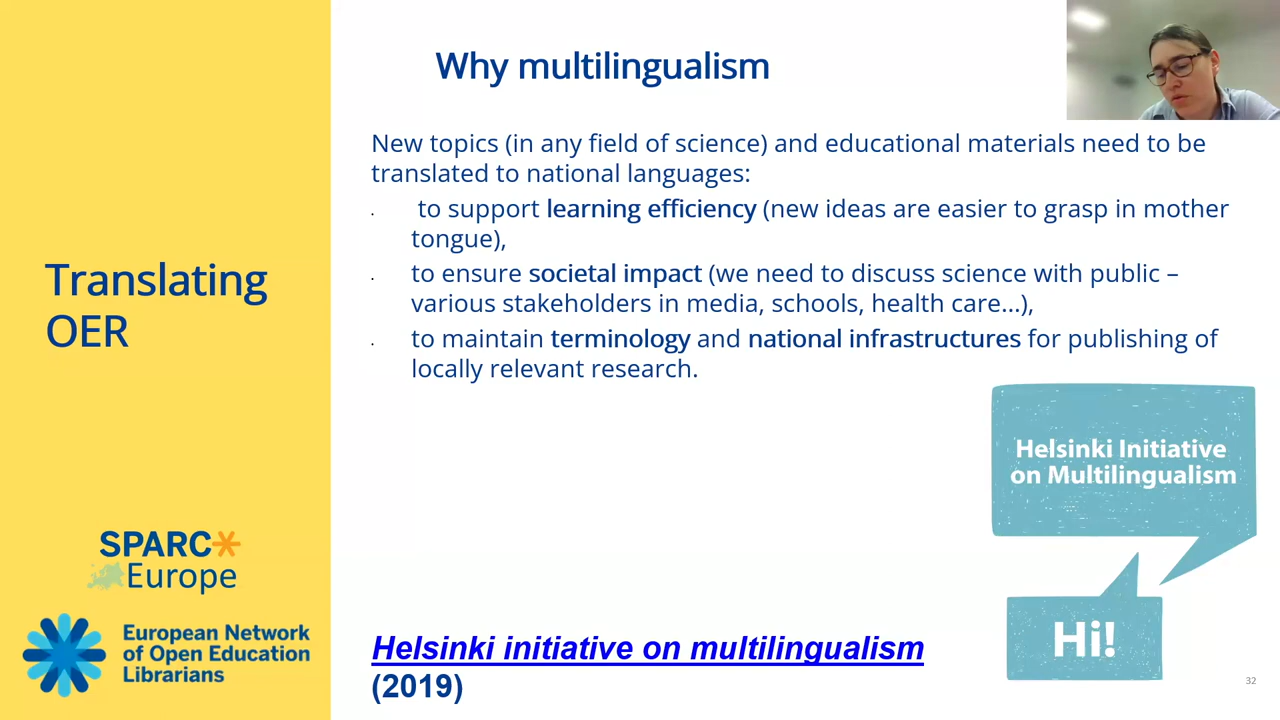 Why multilingualism
New topics (in any field of science) and educational materials need to be
translated to national languages:
to support learning efficiency (new ideas are easier to grasp in mother
tongue),
to ensure societal impact (we need to discuss science with public –
various stakeholders in media, schools, health care...),
to maintain terminology and national infrastructures for publishing of
locally relevant research.
Translating
OER
Helsinki Initiative
on Multilingualism
Hi!
SPARC
Europe
European Network
of Open Education
Librarians
Helsinki initiative on multilingualism
(2019)
32